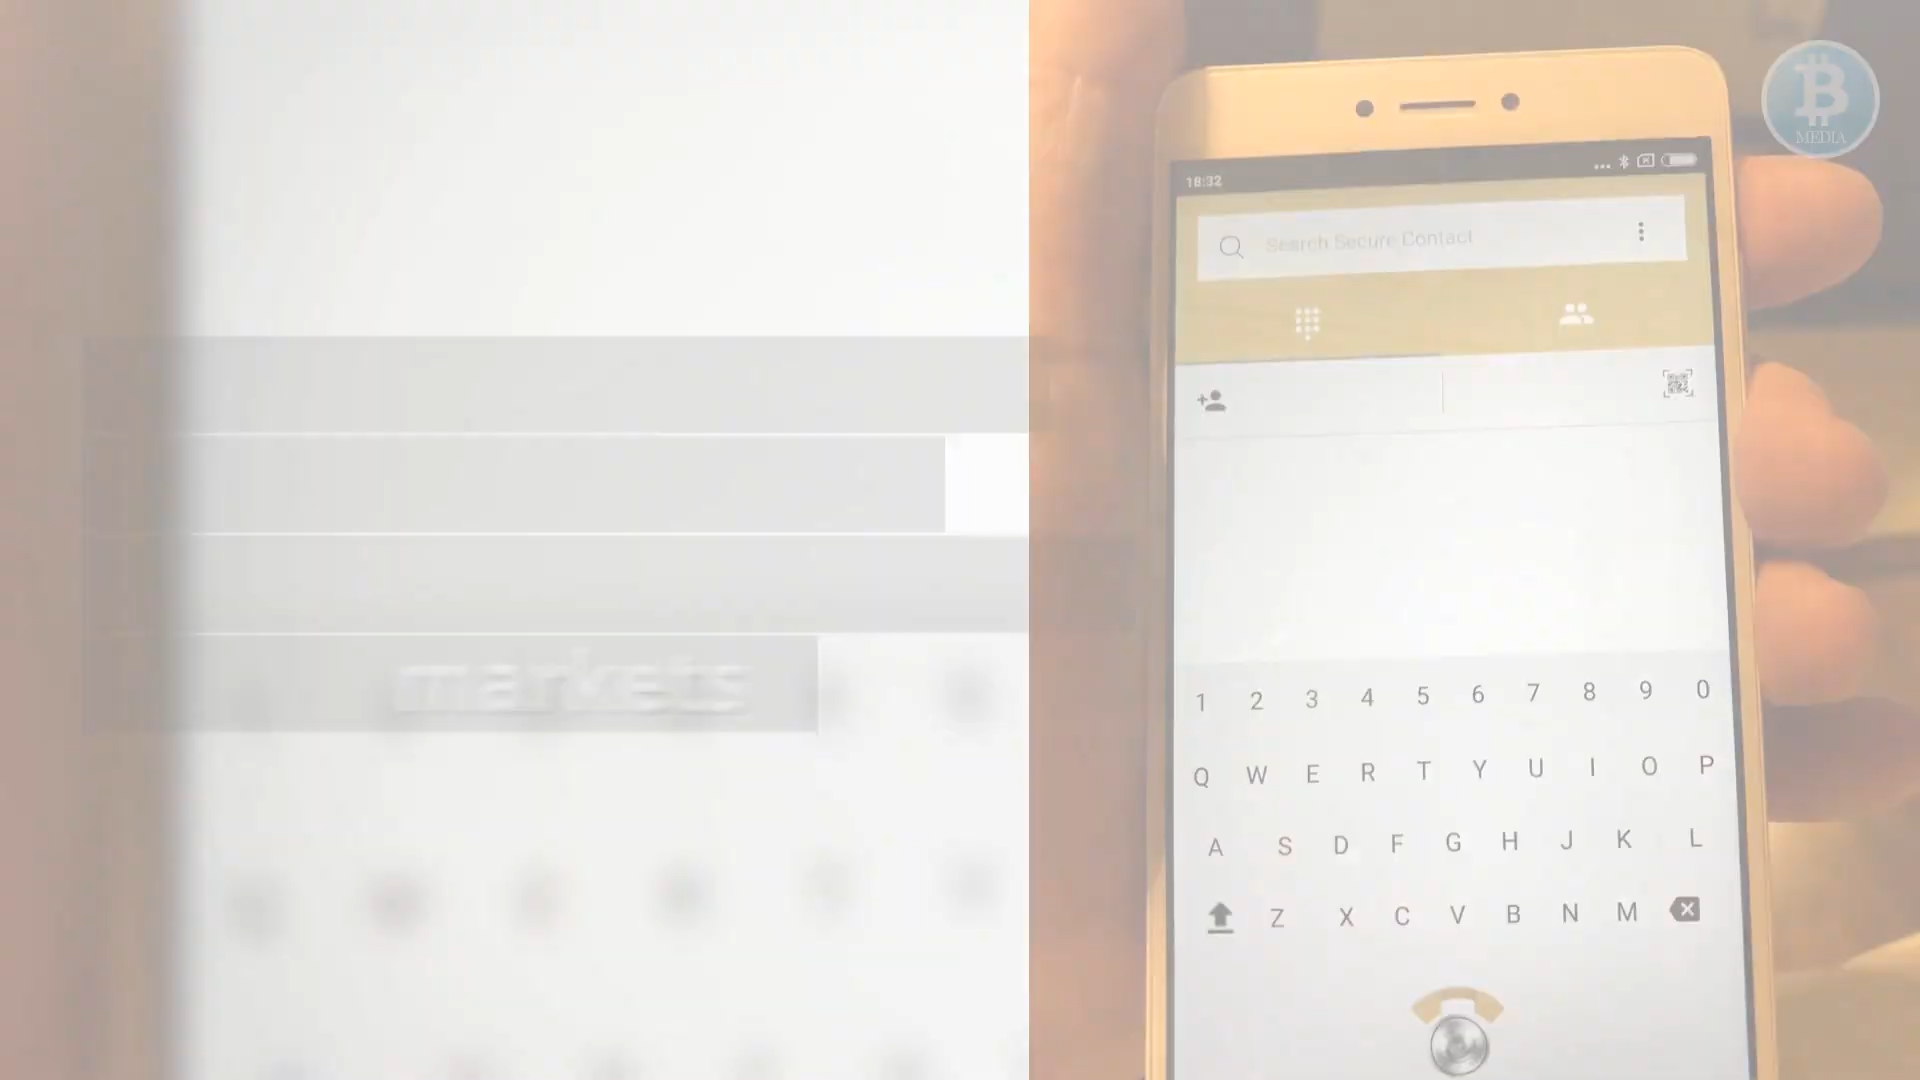 B
MEDIA
18:32
Search Secure Contact
markets
1 2 3 4 5 6 7 8 9 0
Q W E R T Y U I O P
A S D F G H J K L
Z X C V B N M